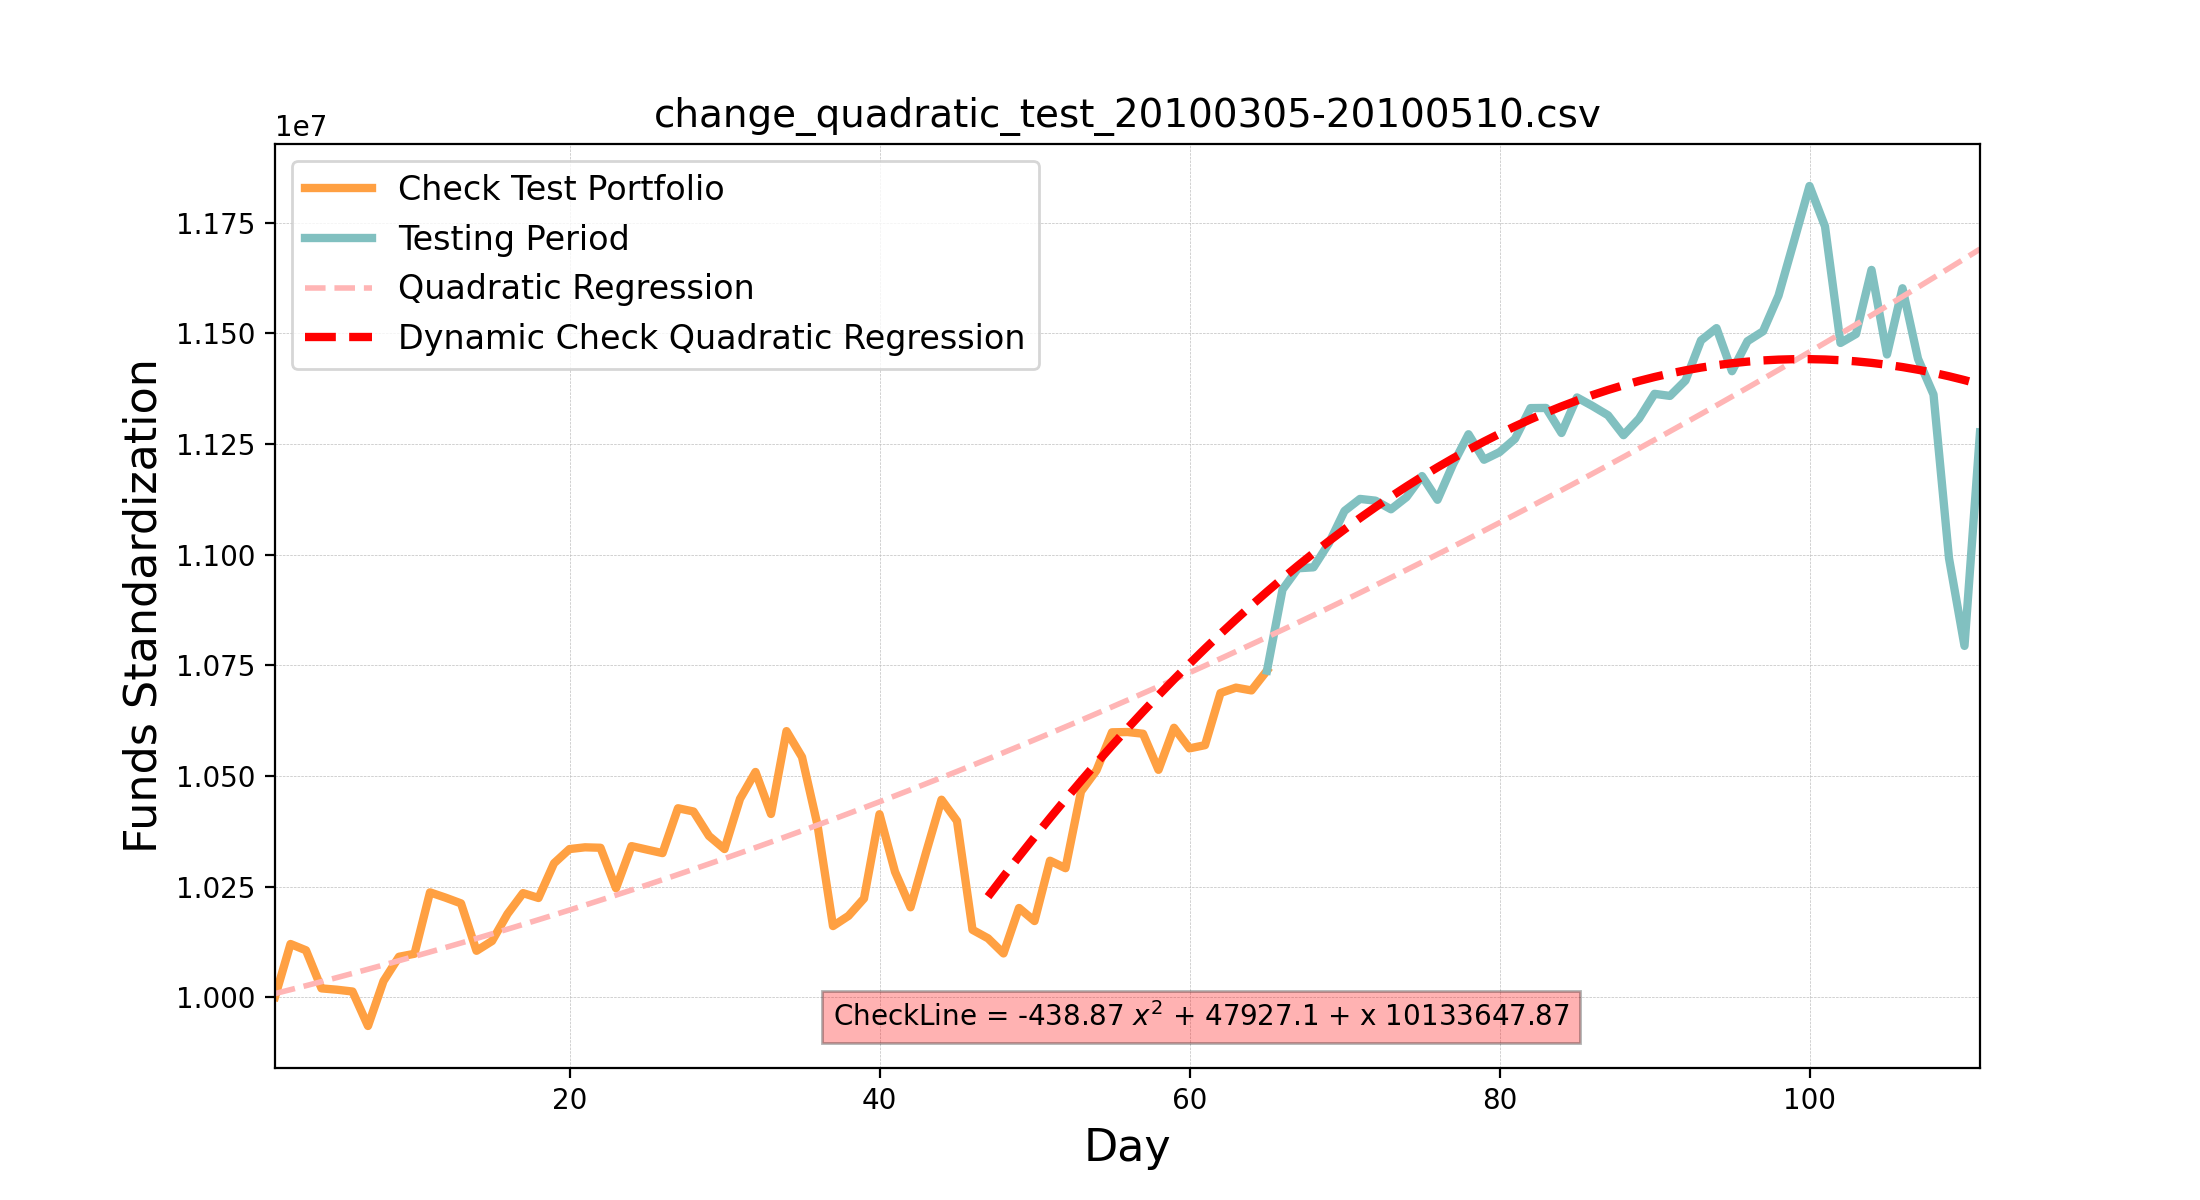 change_quadratic_test_20100305-20100510.csv
1e7
Check Test Portfolio
Testing Period
Quadratic Regression
Dynamic Check Quadratic Regression
1.175
1.150
1.125
1.100
1.075
1.050
1.025
1.000
Funds Standardization
CheckLine = -438.87 x² + 47927.1 + x 10133647.87
20 40 60 80 100
Day